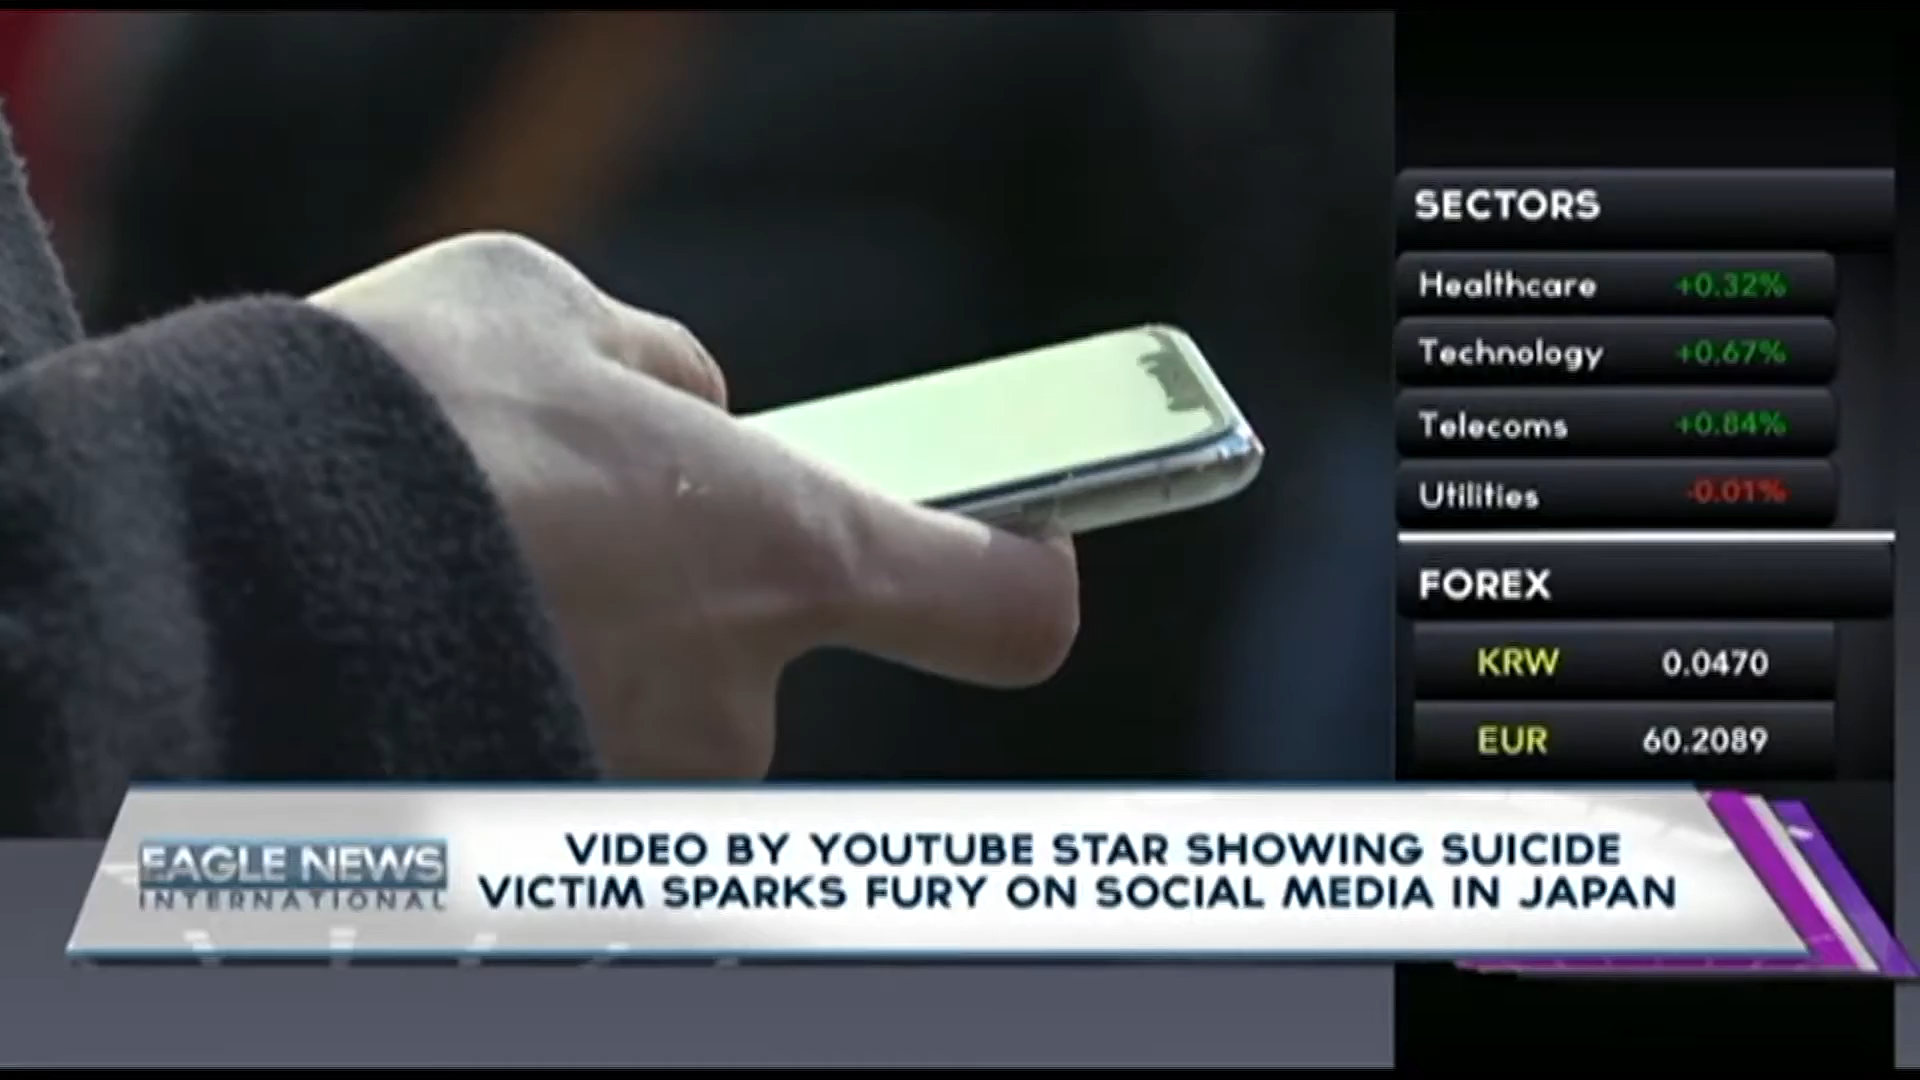 SECTORS
Healthcare +0.32%
Technology +0.67%
Telecoms +0.84%
Utilities -0.01%
FOREX
KRW 0.0470
EUR 60.2089
EAGLE NEWS
INTERNATIONAL
VIDEO BY YOUTUBE STAR SHOWING SUICIDE
VICTIM SPARKS FURY ON SOCIAL MEDIA IN JAPAN